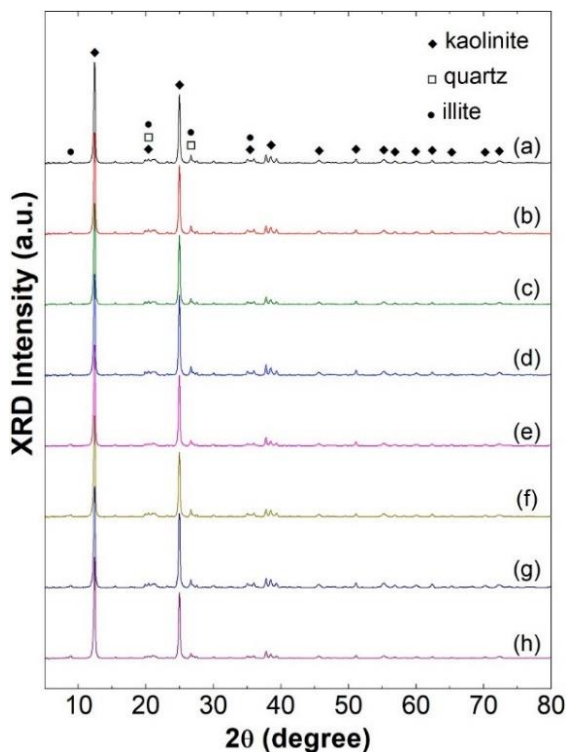 kaolinite
quartz
illite
(a)
(b)
(c)
(d)
(e)
(f)
(g)
(h)
XRD Intensity (a.u.)
10 20 30 40 50 60 70 80
2θ (degree)